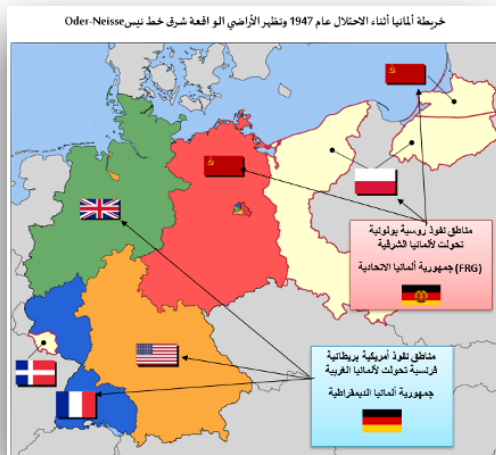 خريطة ألمانيا أثناء الاحتلال عام 1947 وتظهر الأراضي الواقعة شرق خط نيس Oder-Neisse
مناطق نفوذ روسية بولونية
تحولت لألمانيا الشرقية
(FRG) جمهورية ألمانيا الاتحادية
مناطق نفوذ أمريكية بريطانية
فرنسية تحولت لألمانيا الغربية
جمهورية ألمانيا الديمقراطية